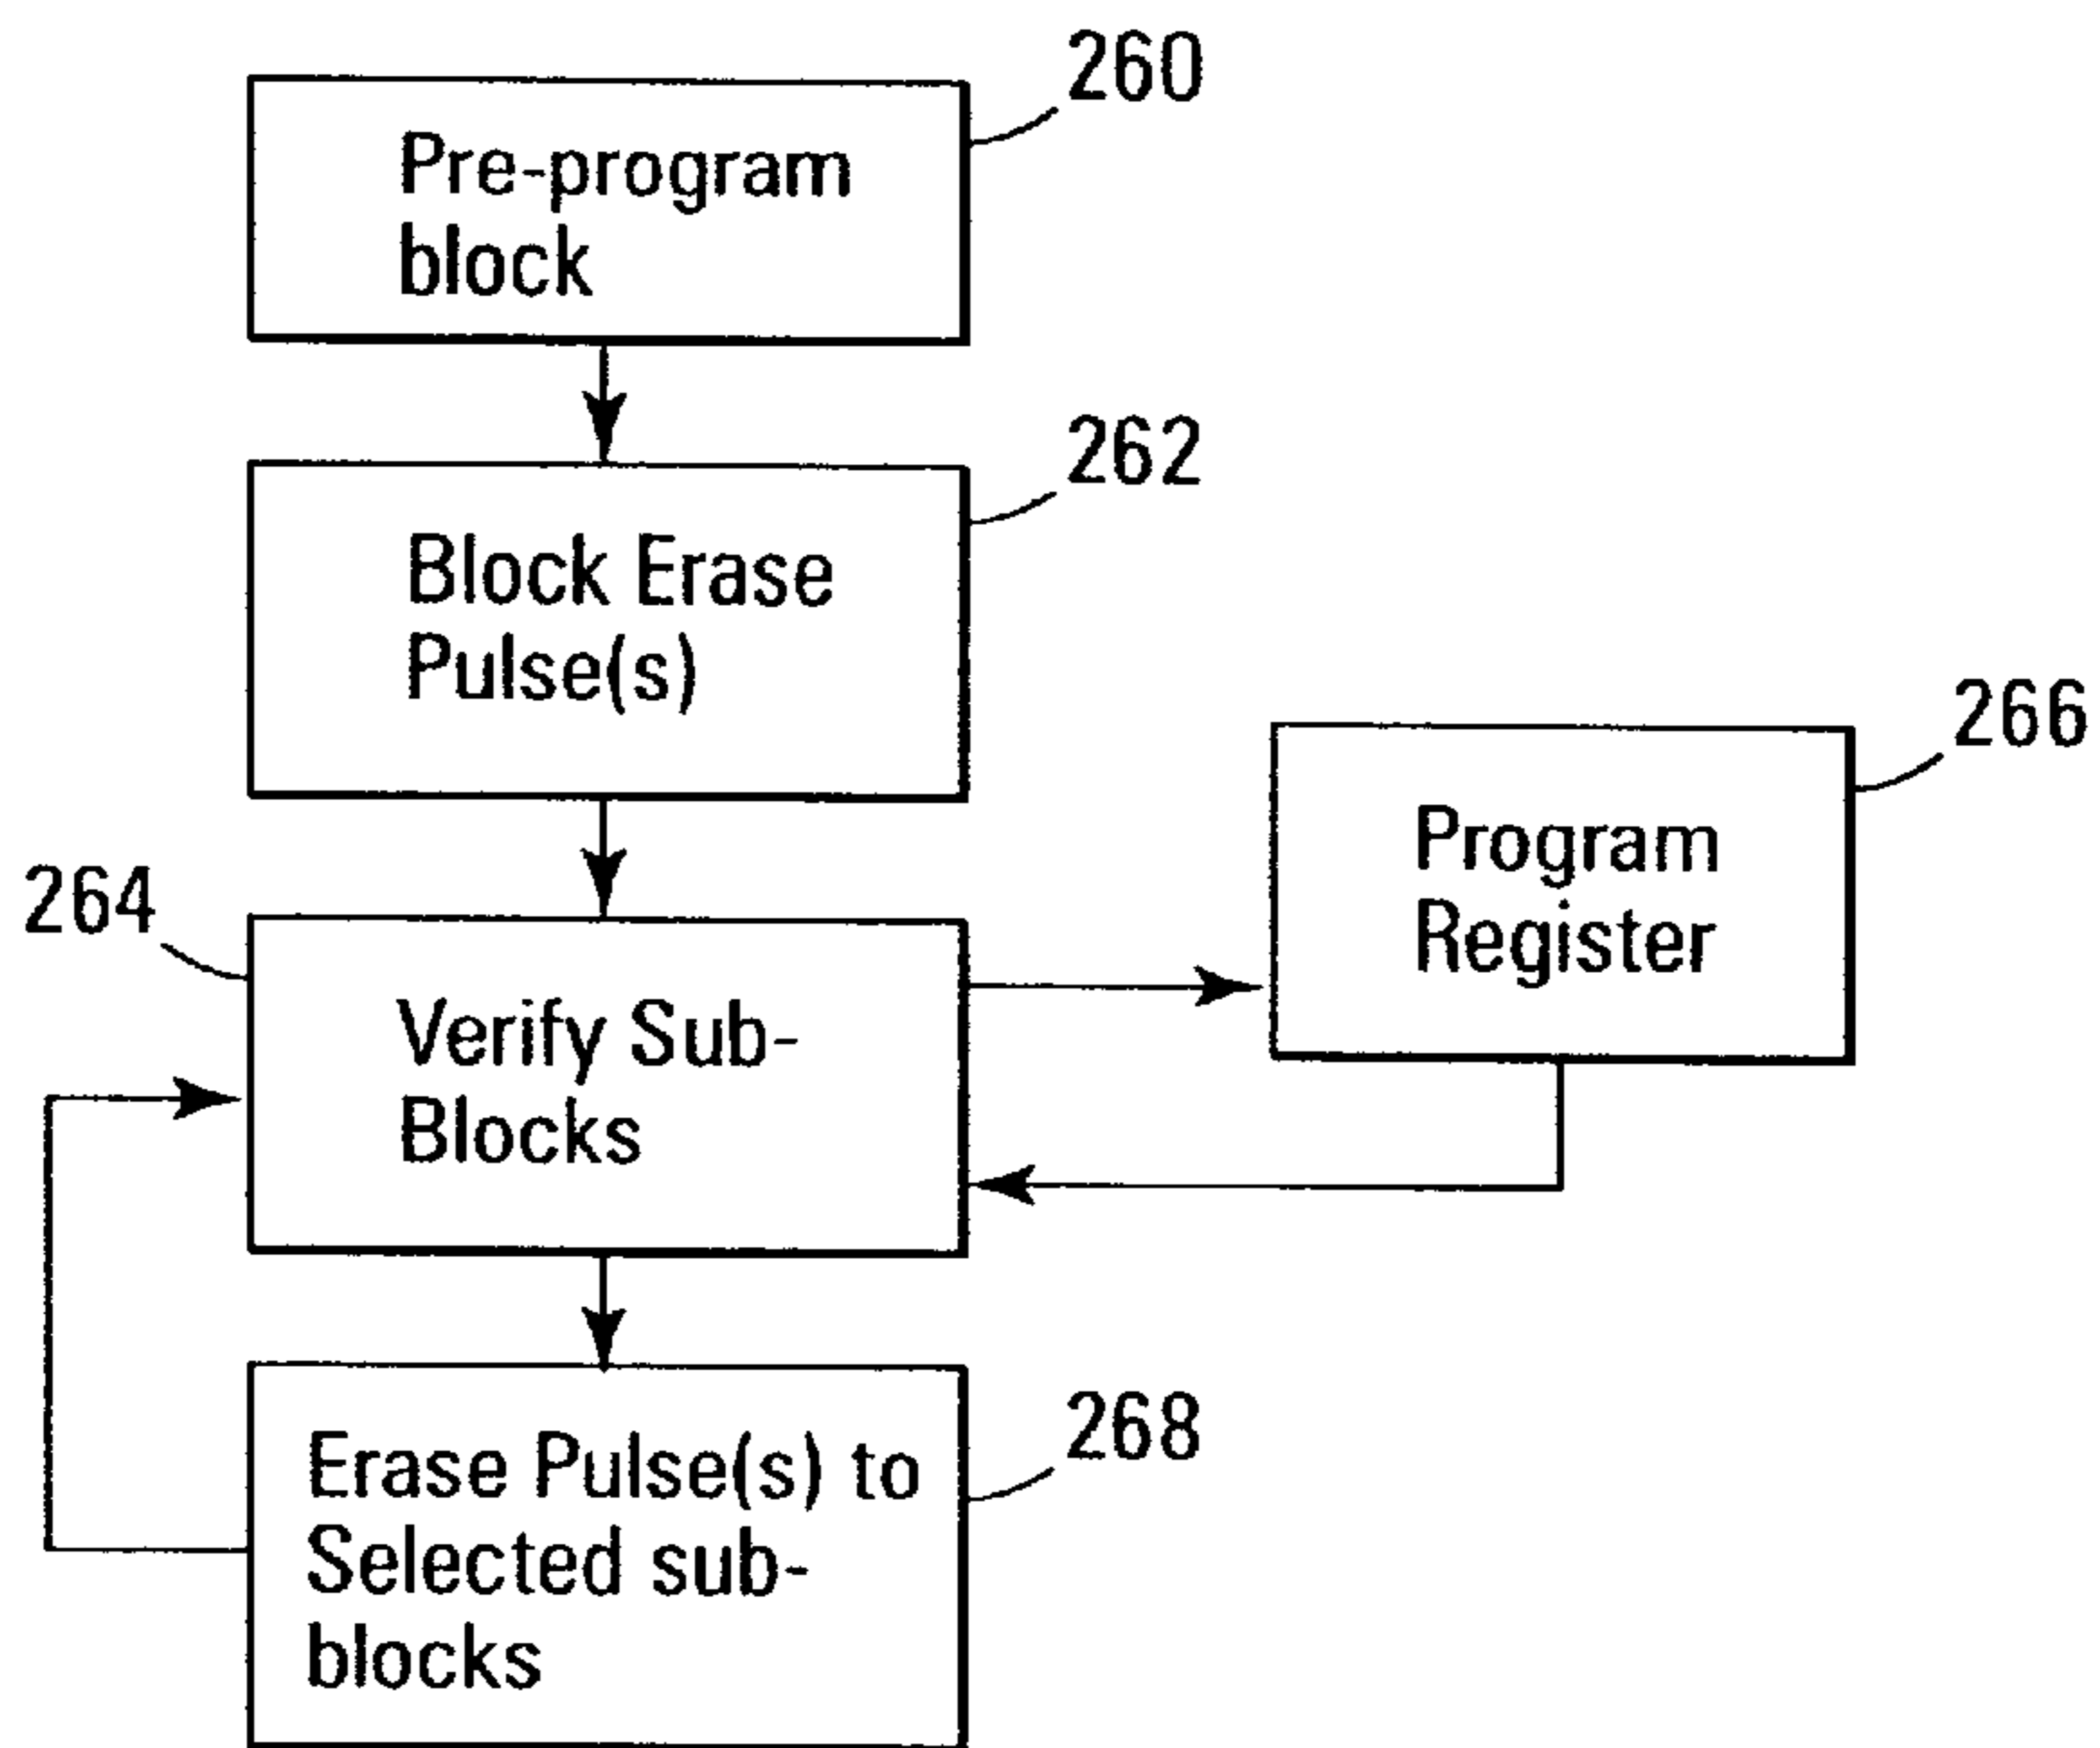 260
Pre-program
block
262
Block Erase
Pulse(s)
266
Program
Register
264
Verify Sub-
Blocks
268
Erase Pulse(s) to
Selected sub-
blocks